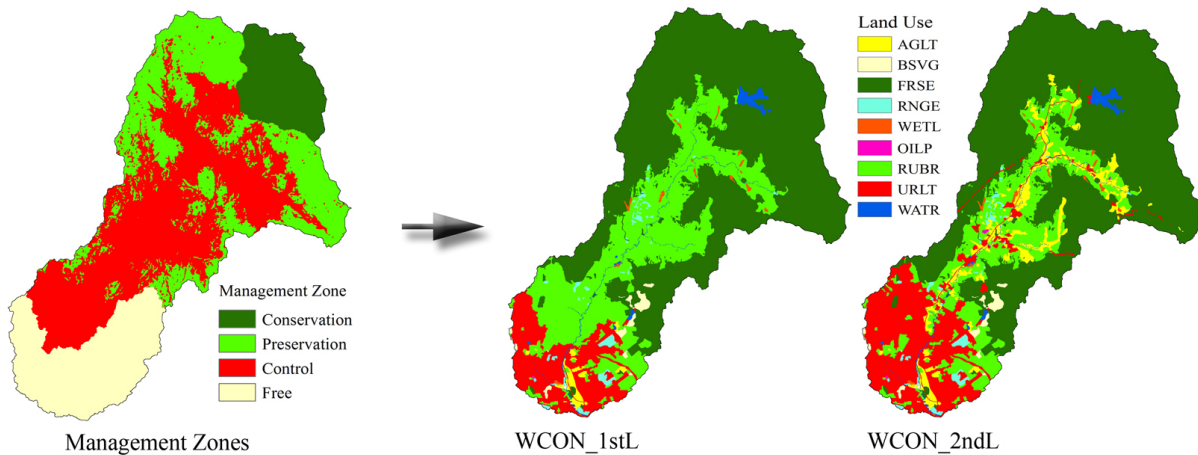 Management Zone
Conservation
Preservation
Control
Free
Management Zones
WCON_1stL
Land Use
AGLT
BSVG
FRSE
RNGE
WETL
OILP
RUBR
URLT
WATR
WCON_2ndL